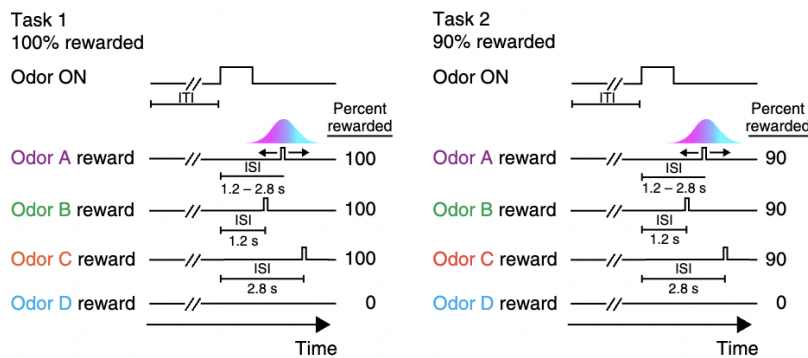 Task 1
100% rewarded
Odor ON
ITI
Percent
rewarded
Odor A reward
100
ISI
1.2 – 2.8 s
Odor B reward
100
ISI
1.2 s
Odor C reward
100
ISI
2.8 s
Odor D reward
0
Time
Task 2
90% rewarded
Odor ON
ITI
Percent
rewarded
Odor A reward
90
ISI
1.2 – 2.8 s
Odor B reward
90
ISI
1.2 s
Odor C reward
90
ISI
2.8 s
Odor D reward
0
Time